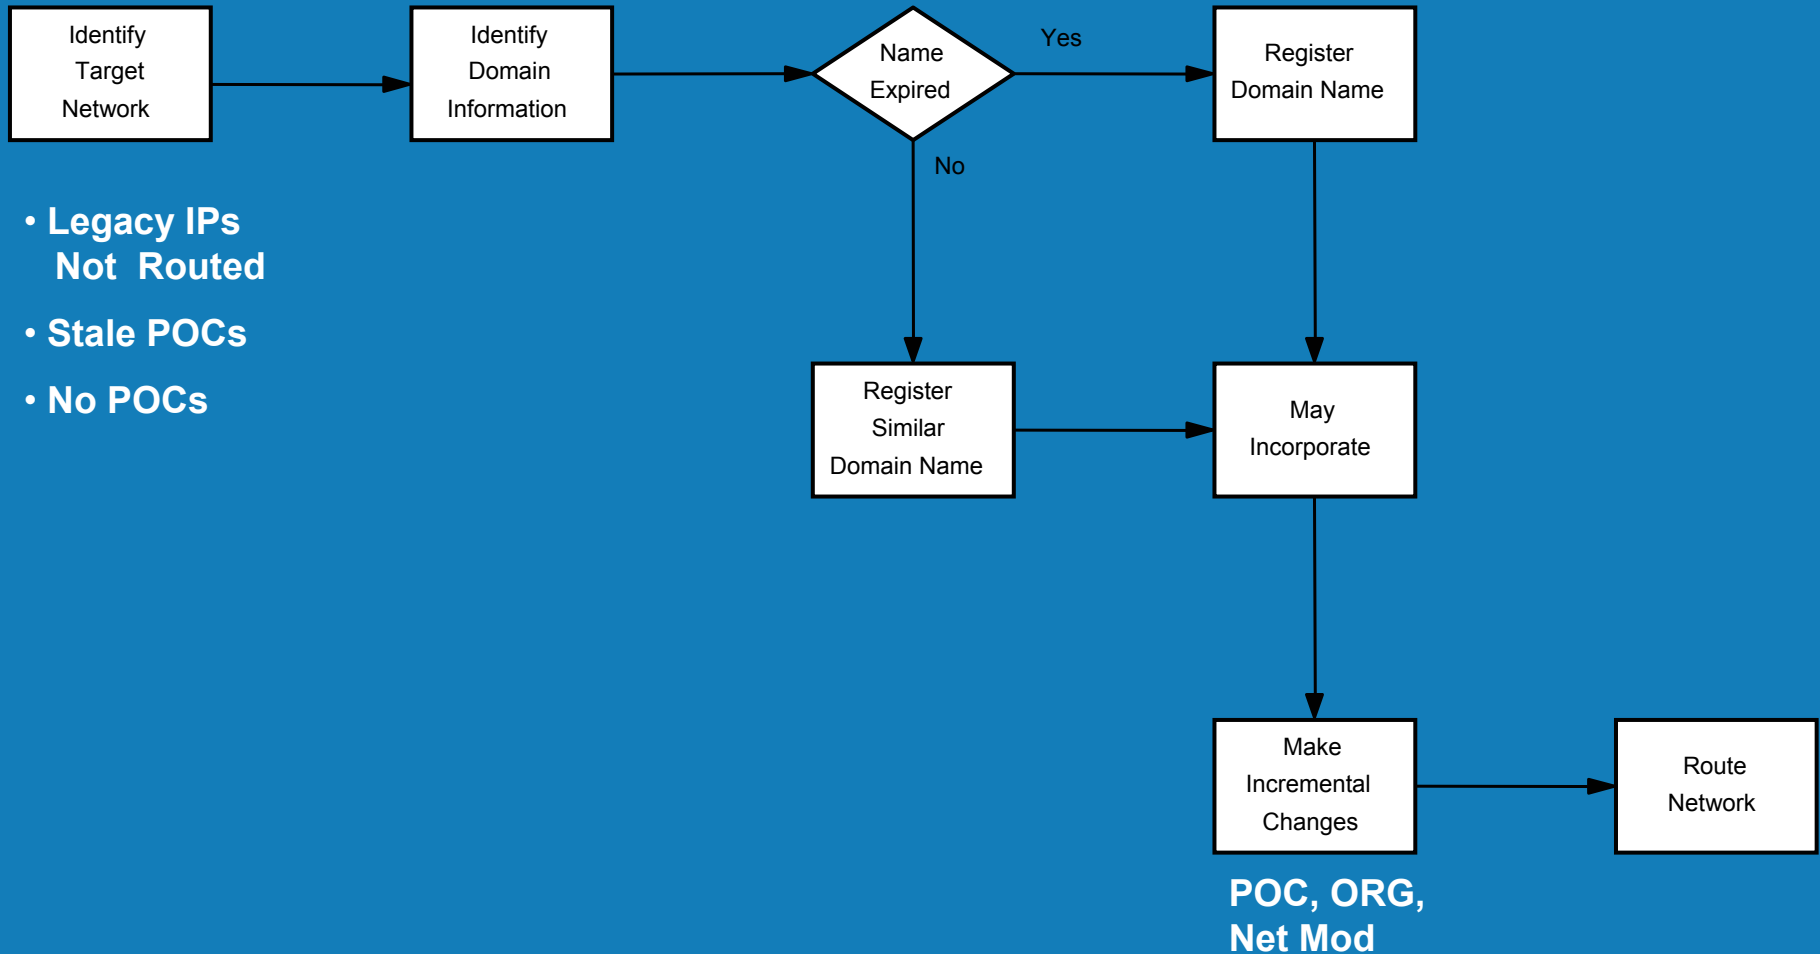 Identify
Target
Network
Identify
Domain
Information
Name
Expired
Yes
No
Register
Domain Name
• Legacy IPs
Not Routed
• Stale POCs
• No POCs
Register
Similar
Domain Name
May
Incorporate
Make
Incremental
Changes
Route
Network
POC, ORG,
Net Mod